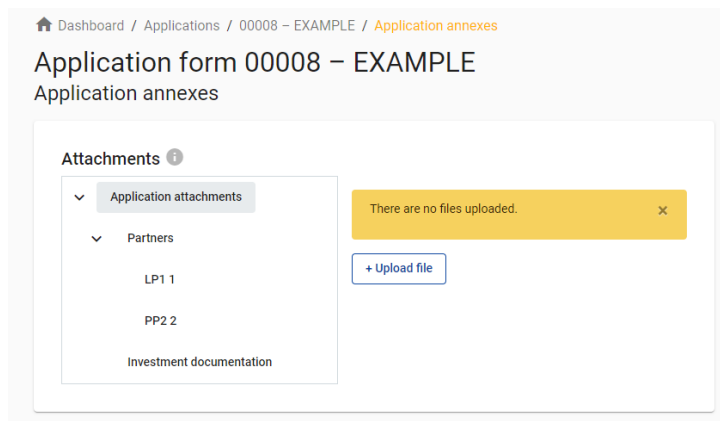 Dashboard / Applications / 00008 – EXAMPLE / Application annexes
Application form 00008 – EXAMPLE
Application annexes
Attachments i
Application attachments
Partners
LP1 1
PP2 2
Investment documentation
There are no files uploaded. ×
+ Upload file